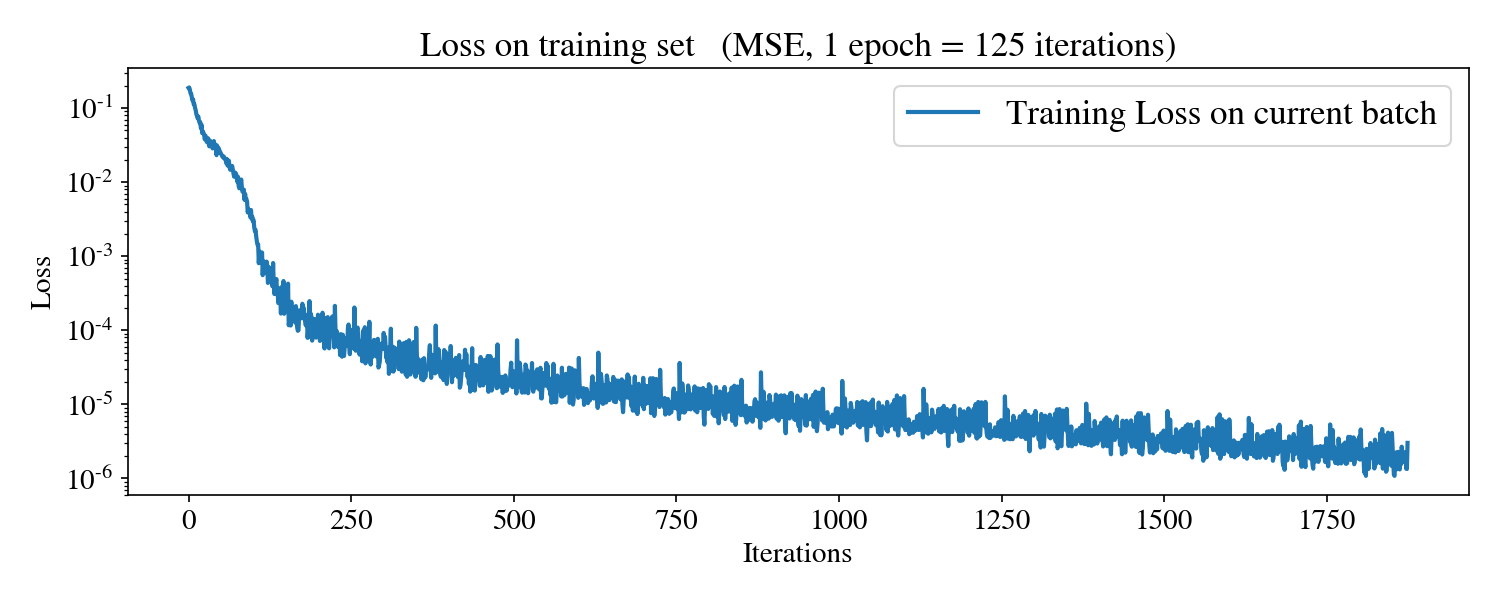 Loss on training set (MSE, 1 epoch = 125 iterations)
Training Loss on current batch
Loss
10⁻¹
10⁻²
10⁻³
10⁻⁴
10⁻⁵
10⁻⁶
0 250 500 750 1000 1250 1500 1750
Iterations